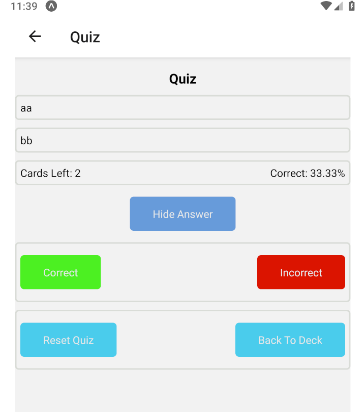 11:39
Quiz
Quiz
aa
bb
Cards Left: 2 Correct: 33.33%
Hide Answer
Correct Incorrect
Reset Quiz Back To Deck